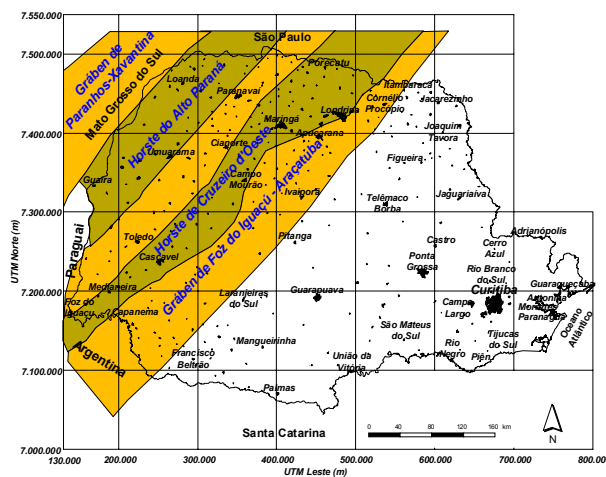 7.550.000
7.500.000
7.400.000
7.300.000
7.200.000
7.100.000
7.000.000
UTM Norte (m)
130.000
200.000
300.000
400.000
500.000
600.000
700.000
800.00
UTM Leste (m)
São Paulo
Gráben de
Paranhos-Xavantina
Mato Grosso do Sul
Horste do Alto Paraná
Horste de Cruzeiro d'Oeste
Gráben de Foz do Iguaçú - Araçatuba
Paraguai
Argentina
Santa Catarina
Oceano
Atlântico
Loanda
Paranavaí
Porecatu
Itambaracá
Cornélio
Procópio
Jacarezinho
Londrina
Maringá
Apucarana
Joaquim
Tavora
Umuarama
Cianorte
Figueira
Guaíra
Campo
Mourão
Ivaiporã
Telêmaco
Borba
Jaguariaíva
Toledo
Cascavel
Pitanga
Castro
Adrianópolis
Cerro
Azul
Ponta
Grossa
Rio Branco
do Sul
Medianeira
Foz do
Iguaçu
Capanema
Laranjeiras
do Sul
Guarapuava
Curitiba
Guaraqueçaba
Antonina
Morretes
Paranaguá
Campo
Largo
São Mateus
do Sul
Tijucas
do Sul
Mangueirinha
Francisco
Beltrão
União da
Vitória
Rio
Negro
Piên
Palmas
0
40
80
120
160 km
N